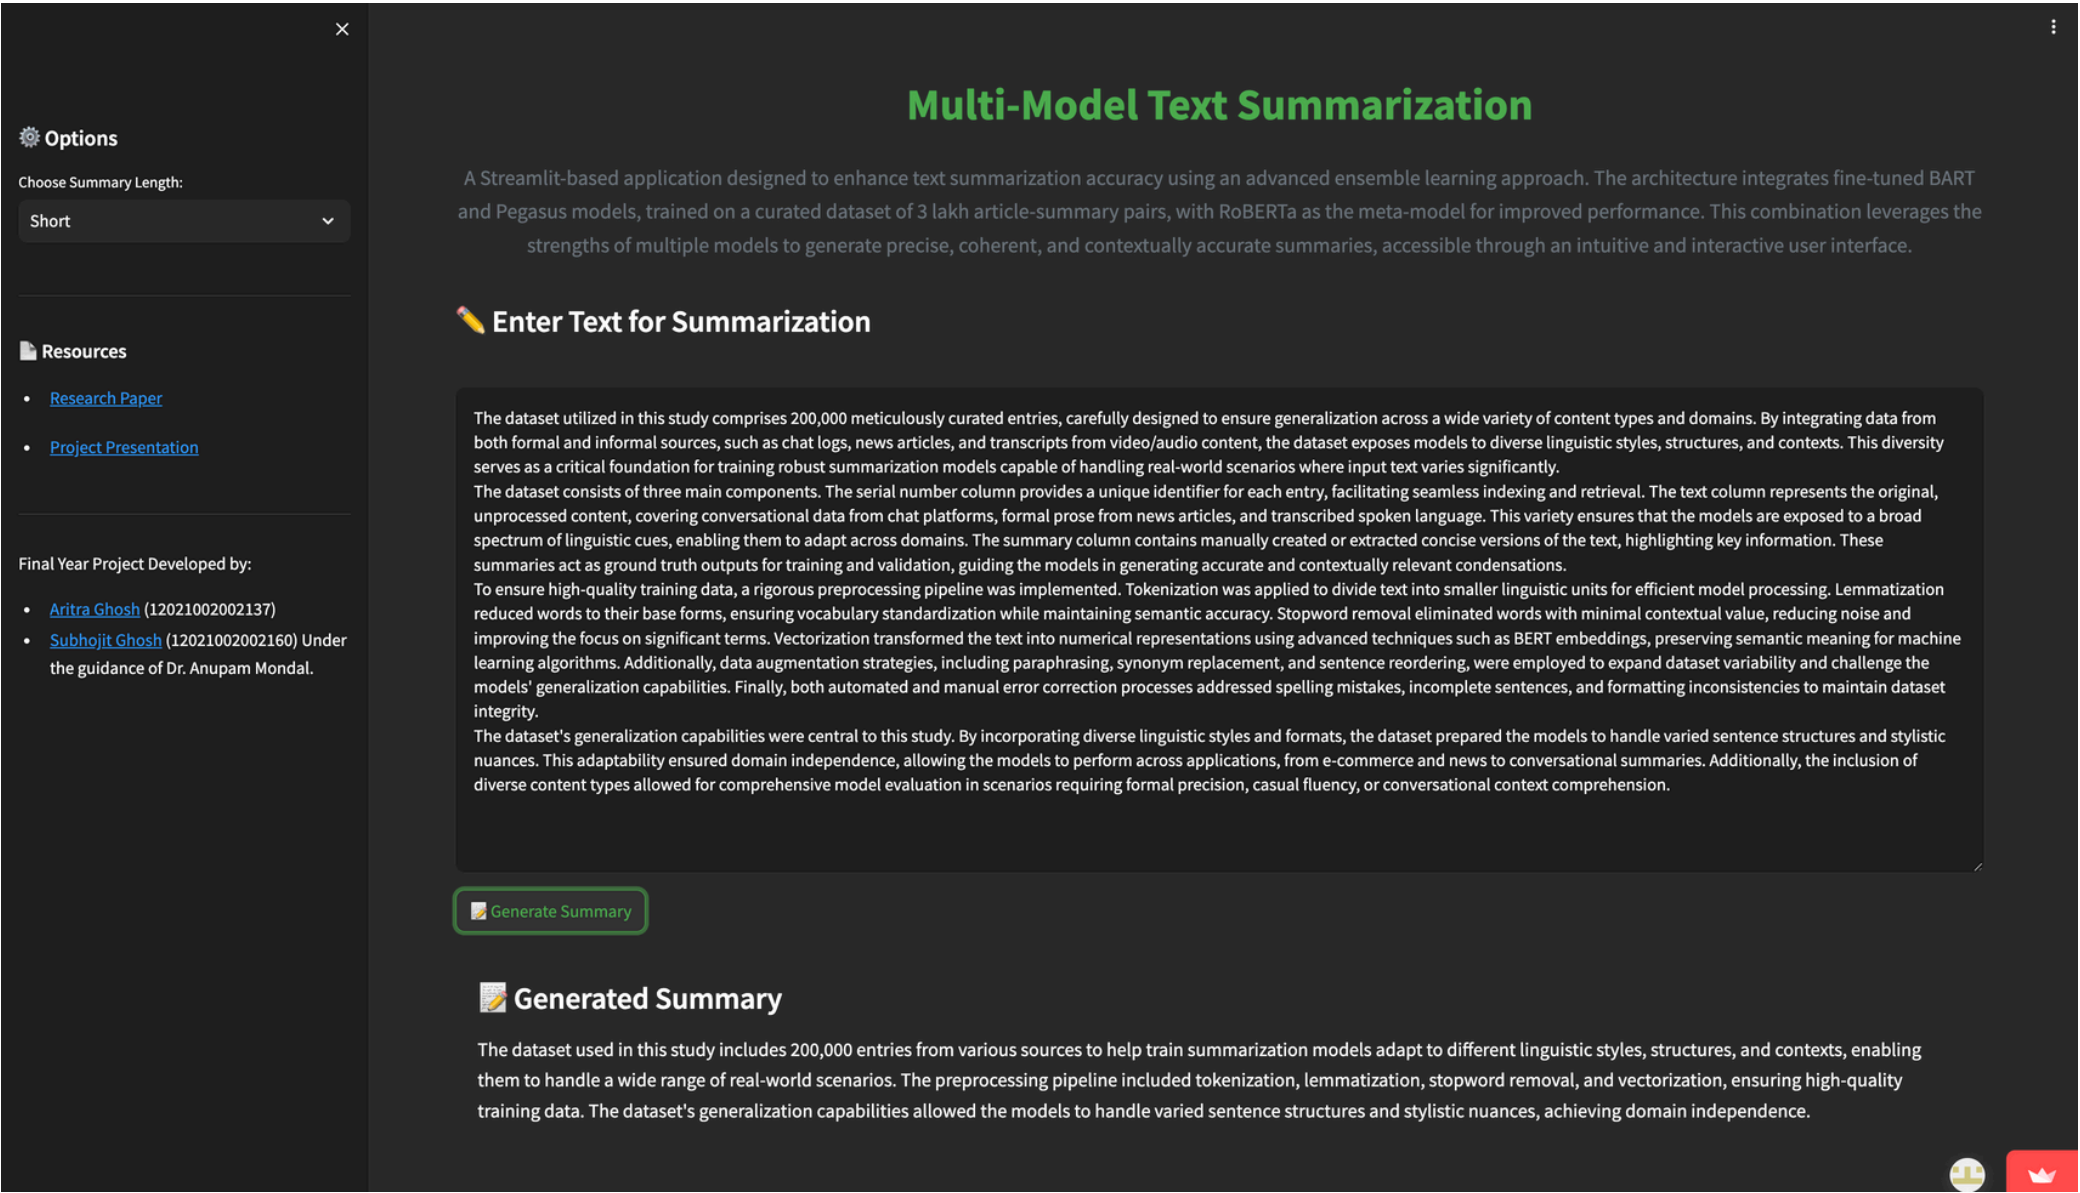 Options
Choose Summary Length:
Short
Resources
Research Paper
Project Presentation
Final Year Project Developed by:
Aritra Ghosh (12021002002137)
Subhojit Ghosh (12021002002160) Under
the guidance of Dr. Anupam Mondal.
Multi-Model Text Summarization
A Streamlit-based application designed to enhance text summarization accuracy using an advanced ensemble learning approach. The architecture integrates fine-tuned BART
and Pegasus models, trained on a curated dataset of 3 lakh article-summary pairs, with RoBERTa as the meta-model for improved performance. This combination leverages the
strengths of multiple models to generate precise, coherent, and contextually accurate summaries, accessible through an intuitive and interactive user interface.
Enter Text for Summarization
The dataset utilized in this study comprises 200,000 meticulously curated entries, carefully designed to ensure generalization across a wide variety of content types and domains. By integrating data from
both formal and informal sources, such as chat logs, news articles, and transcripts from video/audio content, the dataset exposes models to diverse linguistic styles, structures, and contexts. This diversity
serves as a critical foundation for training robust summarization models capable of handling real-world scenarios where input text varies significantly.
The dataset consists of three main components. The serial number column provides a unique identifier for each entry, facilitating seamless indexing and retrieval. The text column represents the original,
unprocessed content, covering conversational data from chat platforms, formal prose from news articles, and transcribed spoken language. This variety ensures that the models are exposed to a broad
spectrum of linguistic cues, enabling them to adapt across domains. The summary column contains manually created or extracted concise versions of the text, highlighting key information. These
summaries act as ground truth outputs for training and validation, guiding the models in generating accurate and contextually relevant condensations.
To ensure high-quality training data, a rigorous preprocessing pipeline was implemented. Tokenization was applied to divide text into smaller linguistic units for efficient model processing. Lemmatization
reduced words to their base forms, ensuring vocabulary standardization while maintaining semantic accuracy. Stopword removal eliminated words with minimal contextual value, reducing noise and
improving the focus on significant terms. Vectorization transformed the text into numerical representations using advanced techniques such as BERT embeddings, preserving semantic meaning for machine
learning algorithms. Additionally, data augmentation strategies, including paraphrasing, synonym replacement, and sentence reordering, were employed to expand dataset variability and challenge the
models' generalization capabilities. Finally, both automated and manual error correction processes addressed spelling mistakes, incomplete sentences, and formatting inconsistencies to maintain dataset
integrity.
The dataset's generalization capabilities were central to this study. By incorporating diverse linguistic styles and formats, the dataset prepared the models to handle varied sentence structures and stylistic
nuances. This adaptability ensured domain independence, allowing the models to perform across applications, from e-commerce and news to conversational summaries. Additionally, the inclusion of
diverse content types allowed for comprehensive model evaluation in scenarios requiring formal precision, casual fluency, or conversational context comprehension.
Generate Summary
Generated Summary
The dataset used in this study includes 200,000 entries from various sources to help train summarization models adapt to different linguistic styles, structures, and contexts, enabling
them to handle a wide range of real-world scenarios. The preprocessing pipeline included tokenization, lemmatization, stopword removal, and vectorization, ensuring high-quality
training data. The dataset's generalization capabilities allowed the models to handle varied sentence structures and stylistic nuances, achieving domain independence.